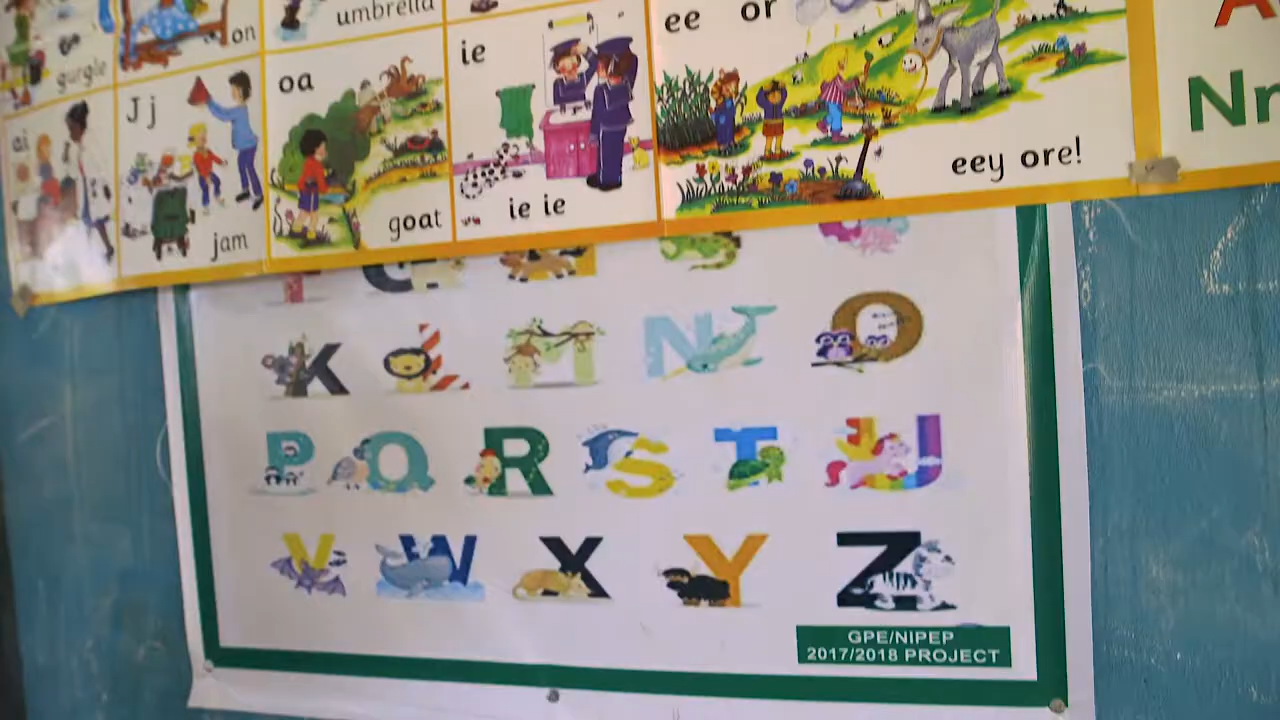 gurgle
on
umbrella
ai
J j
jam
oa
goat
ie
ie ie
ee or
eey ore!
Nn
K L M N O
P Q R S T U
V W X Y Z
GPE/NIPEP
2017/2018 PROJECT